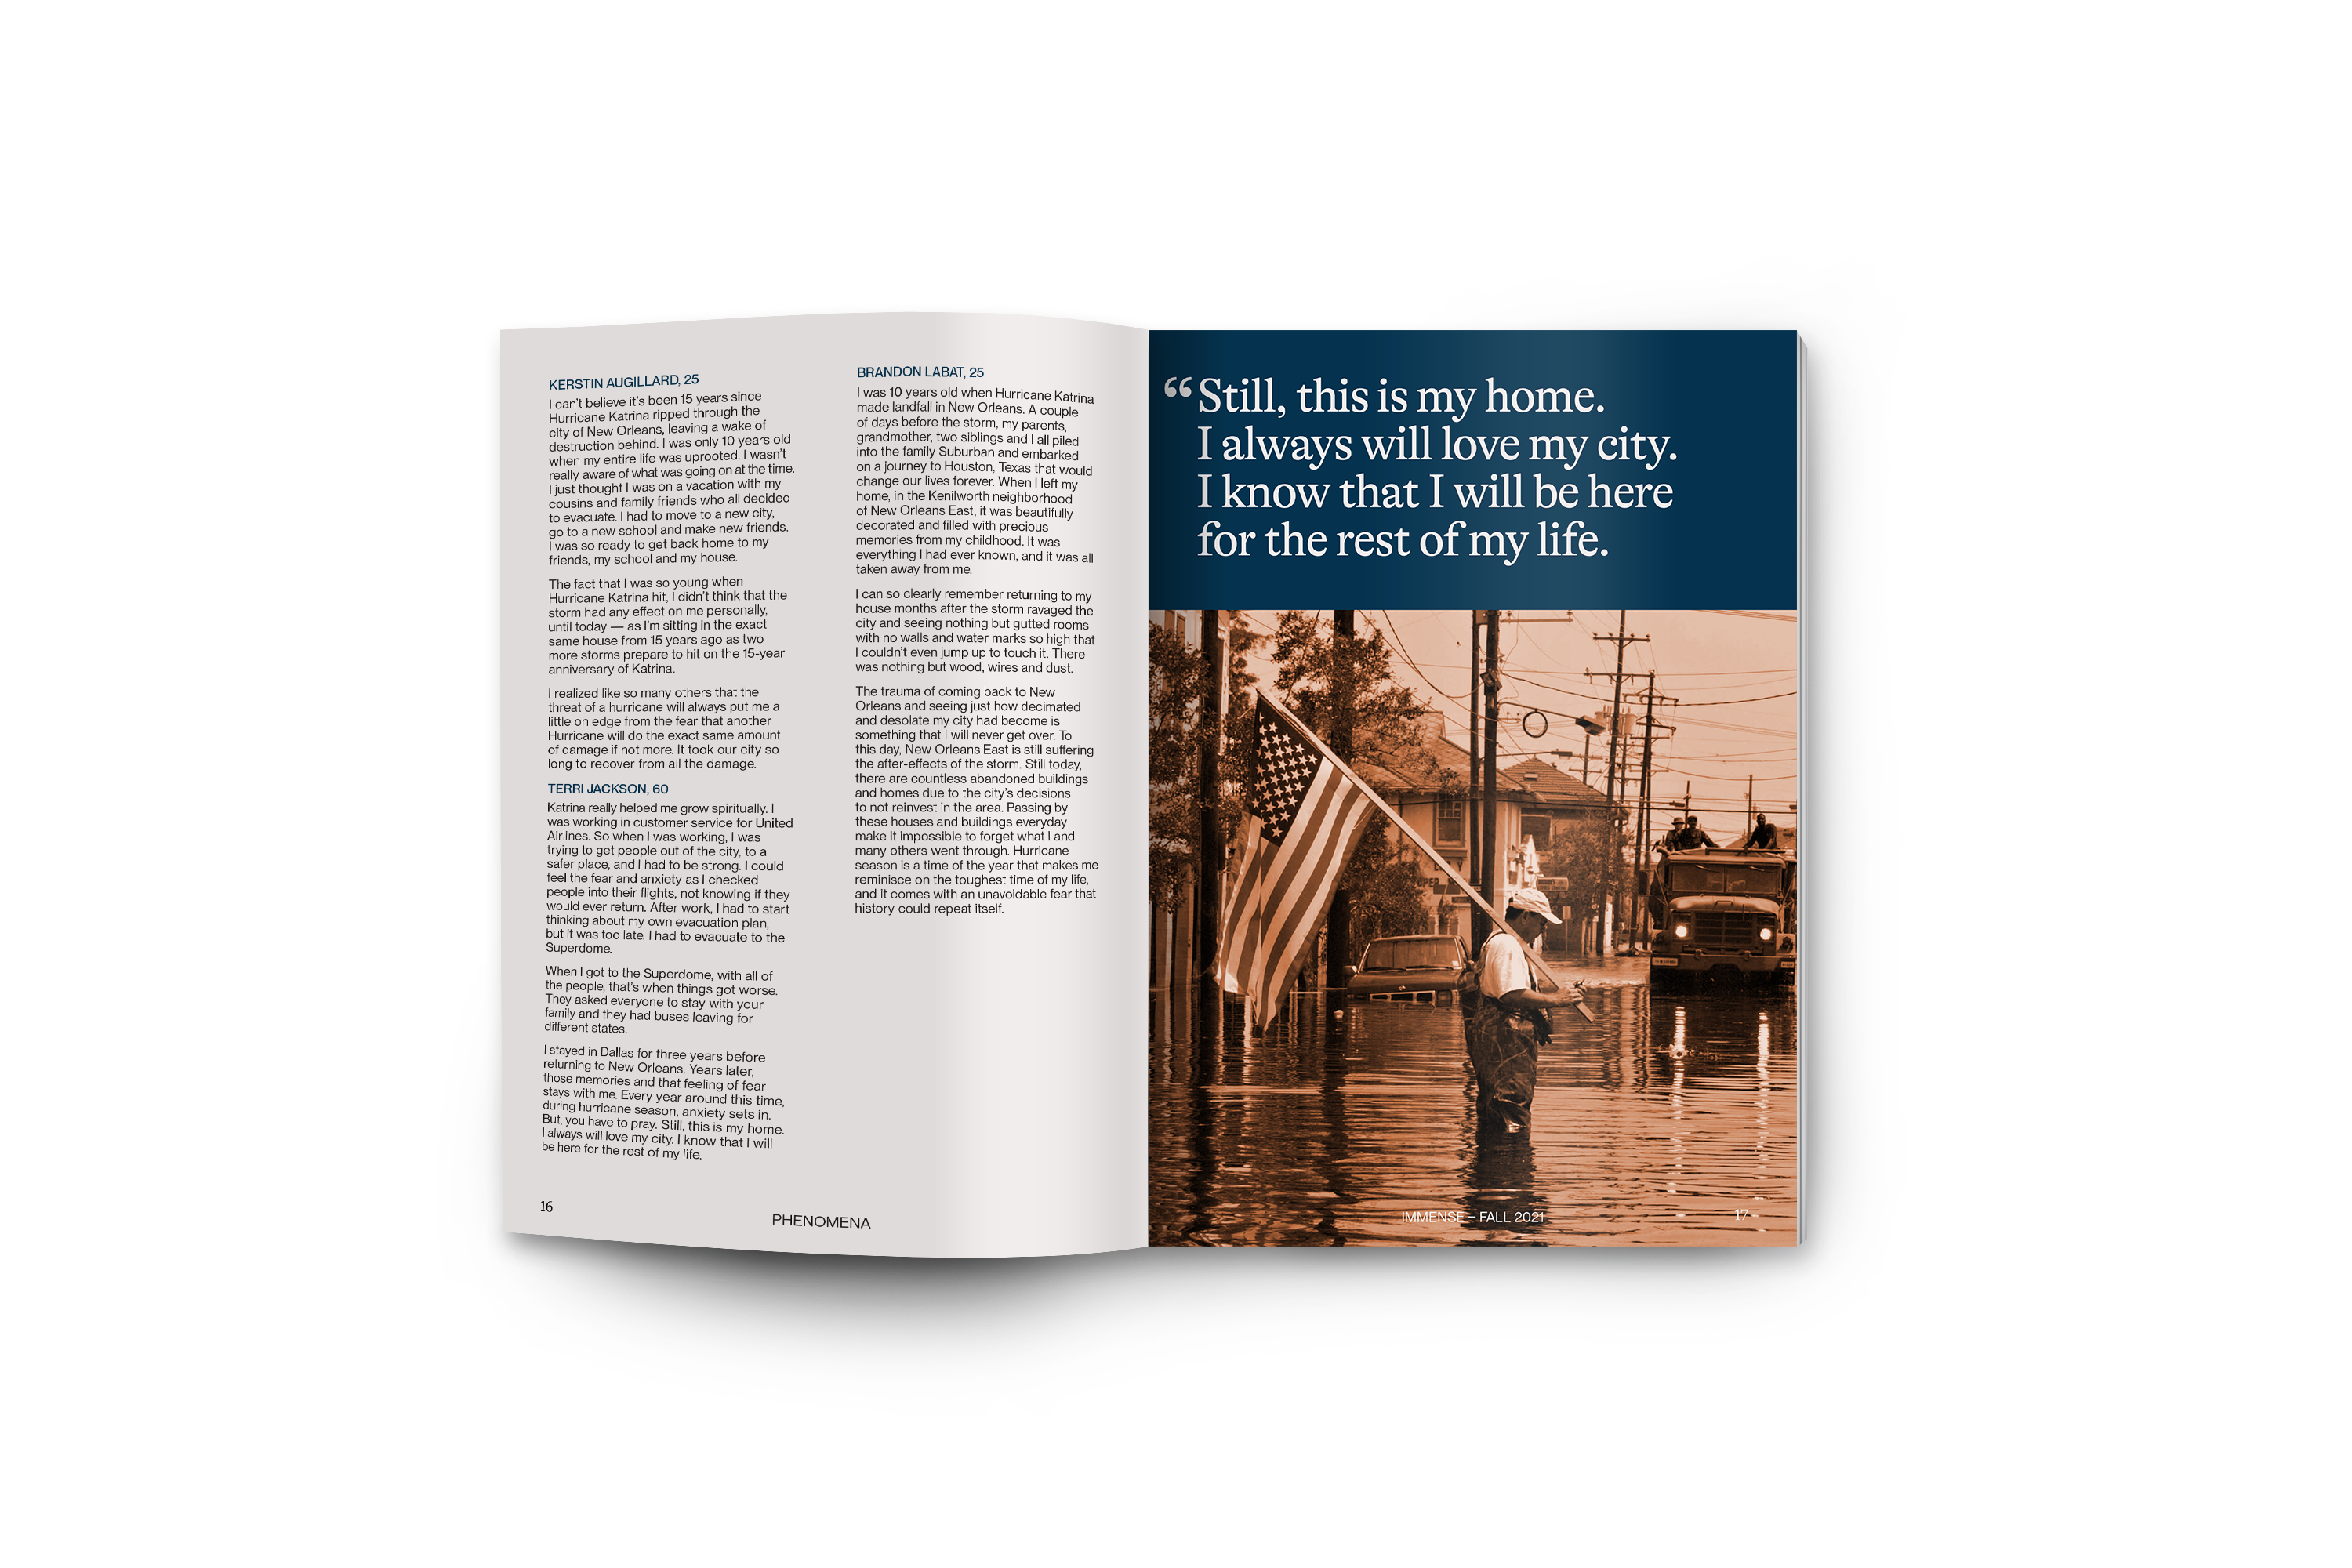 KERSTIN AUGILLARD, 25
I can't believe it's been 15 years since
Hurricane Katrina ripped through the
city of New Orleans, leaving a wake of
destruction behind. I was only 10 years old
when my entire life was uprooted. I wasn't
really aware of what was going on at the time.
I just thought I was on a vacation with my
cousins and family friends who all decided
to evacuate. I had to move to a new city,
go to a new school and make new friends.
I was so ready to get back home to my
friends, my school and my house.
The fact that I was so young when
Hurricane Katrina hit, I didn't think that the
storm had any effect on me personally,
until today — as I'm sitting in the exact
same house from 15 years ago as two
more storms prepare to hit on the 15-year
anniversary of Katrina.
I realized like so many others that the
threat of a hurricane will always put me a
little on edge from the fear that another
Hurricane will do the exact same amount
of damage if not more. It took our city so
long to recover from all the damage.
TERRI JACKSON, 60
Katrina really helped me grow spiritually. I
was working in customer service for United
Airlines. So when I was working, I was
trying to get people out of the city, to a
safer place, and I had to be strong. I could
feel the fear and anxiety as I checked
people into their flights, not knowing if they
would ever return. After work, I had to start
thinking about my own evacuation plan,
but it was too late. I had to evacuate to the
Superdome.
When I got to the Superdome, with all of
the people, that's when things got worse.
They asked everyone to stay with your
family and they had buses leaving for
different states.
I stayed in Dallas for three years before
returning to New Orleans. Years later,
those memories and that feeling of fear
stays with me. Every year around this time,
during hurricane season, anxiety sets in.
But, you have to pray. Still, this is my home.
I always will love my city. I know that I will
be here for the rest of my life.
BRANDON LABAT, 25
I was 10 years old when Hurricane Katrina
made landfall in New Orleans. A couple
of days before the storm, my parents,
grandmother, two siblings and I all piled
into the family Suburban and embarked
on a journey to Houston, Texas that would
change our lives forever. When I left my
home, in the Kenilworth neighborhood
of New Orleans East, it was beautifully
decorated and filled with precious
memories from my childhood. It was
everything I had ever known, and it was all
taken away from me.
I can so clearly remember returning to my
house months after the storm ravaged the
city and seeing nothing but gutted rooms
with no walls and water marks so high that
I couldn't even jump up to touch it. There
was nothing but wood, wires and dust.
The trauma of coming back to New
Orleans and seeing just how decimated
and desolate my city had become is
something that I will never get over. To
this day, New Orleans East is still suffering
the after-effects of the storm. Still today,
there are countless abandoned buildings
and homes due to the city's decisions
to not reinvest in the area. Passing by
these houses and buildings everyday
make it impossible to forget what I and
many others went through. Hurricane
season is a time of the year that makes me
reminisce on the toughest time of my life,
and it comes with an unavoidable fear that
history could repeat itself.
16
PHENOMENA
“Still, this is my home.
I always will love my city.
I know that I will be here
for the rest of my life.
IMMENSE – FALL 2021
17